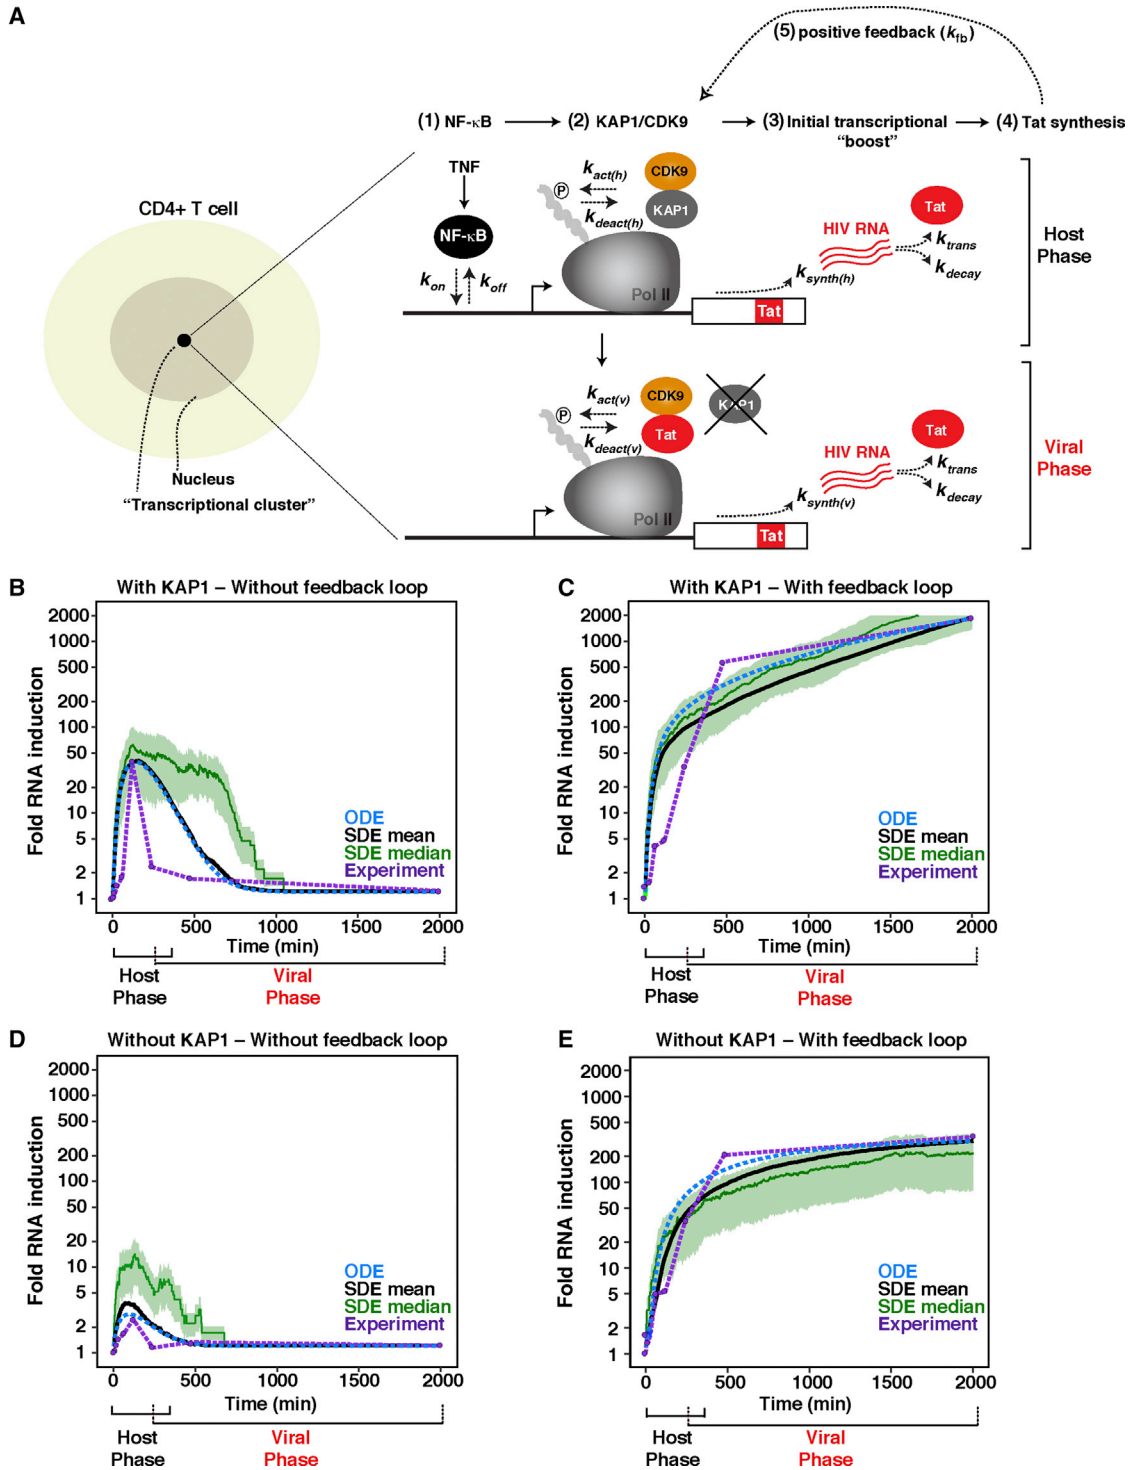 A
(5) positive feedback (kfb)
(1) NF-κB
(2) KAP1/CDK9
(3) Initial transcriptional
“boost”
(4) Tat synthesis
TNF
NF-κB
kon
koff
P
kact(h)
kdeact(h)
CDK9
KAP1
Pol II
Tat
ksynth(h)
HIV RNA
Tat
ktrans
kdecay
Host
Phase
CD4+ T cell
Nucleus
“Transcriptional cluster”
P
kact(v)
kdeact(v)
CDK9
Tat
KAP1
Pol II
Tat
ksynth(v)
HIV RNA
Tat
ktrans
kdecay
Viral
Phase
B
With KAP1 – Without feedback loop
Fold RNA induction
2000
1000
500
200
100
50
20
10
5
2
1
ODE
SDE mean
SDE median
Experiment
0 500 1000 1500 2000
Time (min)
Host
Phase
Viral
Phase
C
With KAP1 – With feedback loop
Fold RNA induction
2000
1000
500
200
100
50
20
10
5
2
1
ODE
SDE mean
SDE median
Experiment
0 500 1000 1500 2000
Time (min)
Host
Phase
Viral
Phase
D
Without KAP1 – Without feedback loop
Fold RNA induction
2000
1000
500
200
100
50
20
10
5
2
1
ODE
SDE mean
SDE median
Experiment
0 500 1000 1500 2000
Time (min)
Host
Phase
Viral
Phase
E
Without KAP1 – With feedback loop
Fold RNA induction
2000
1000
500
200
100
50
20
10
5
2
1
ODE
SDE mean
SDE median
Experiment
0 500 1000 1500 2000
Time (min)
Host
Phase
Viral
Phase